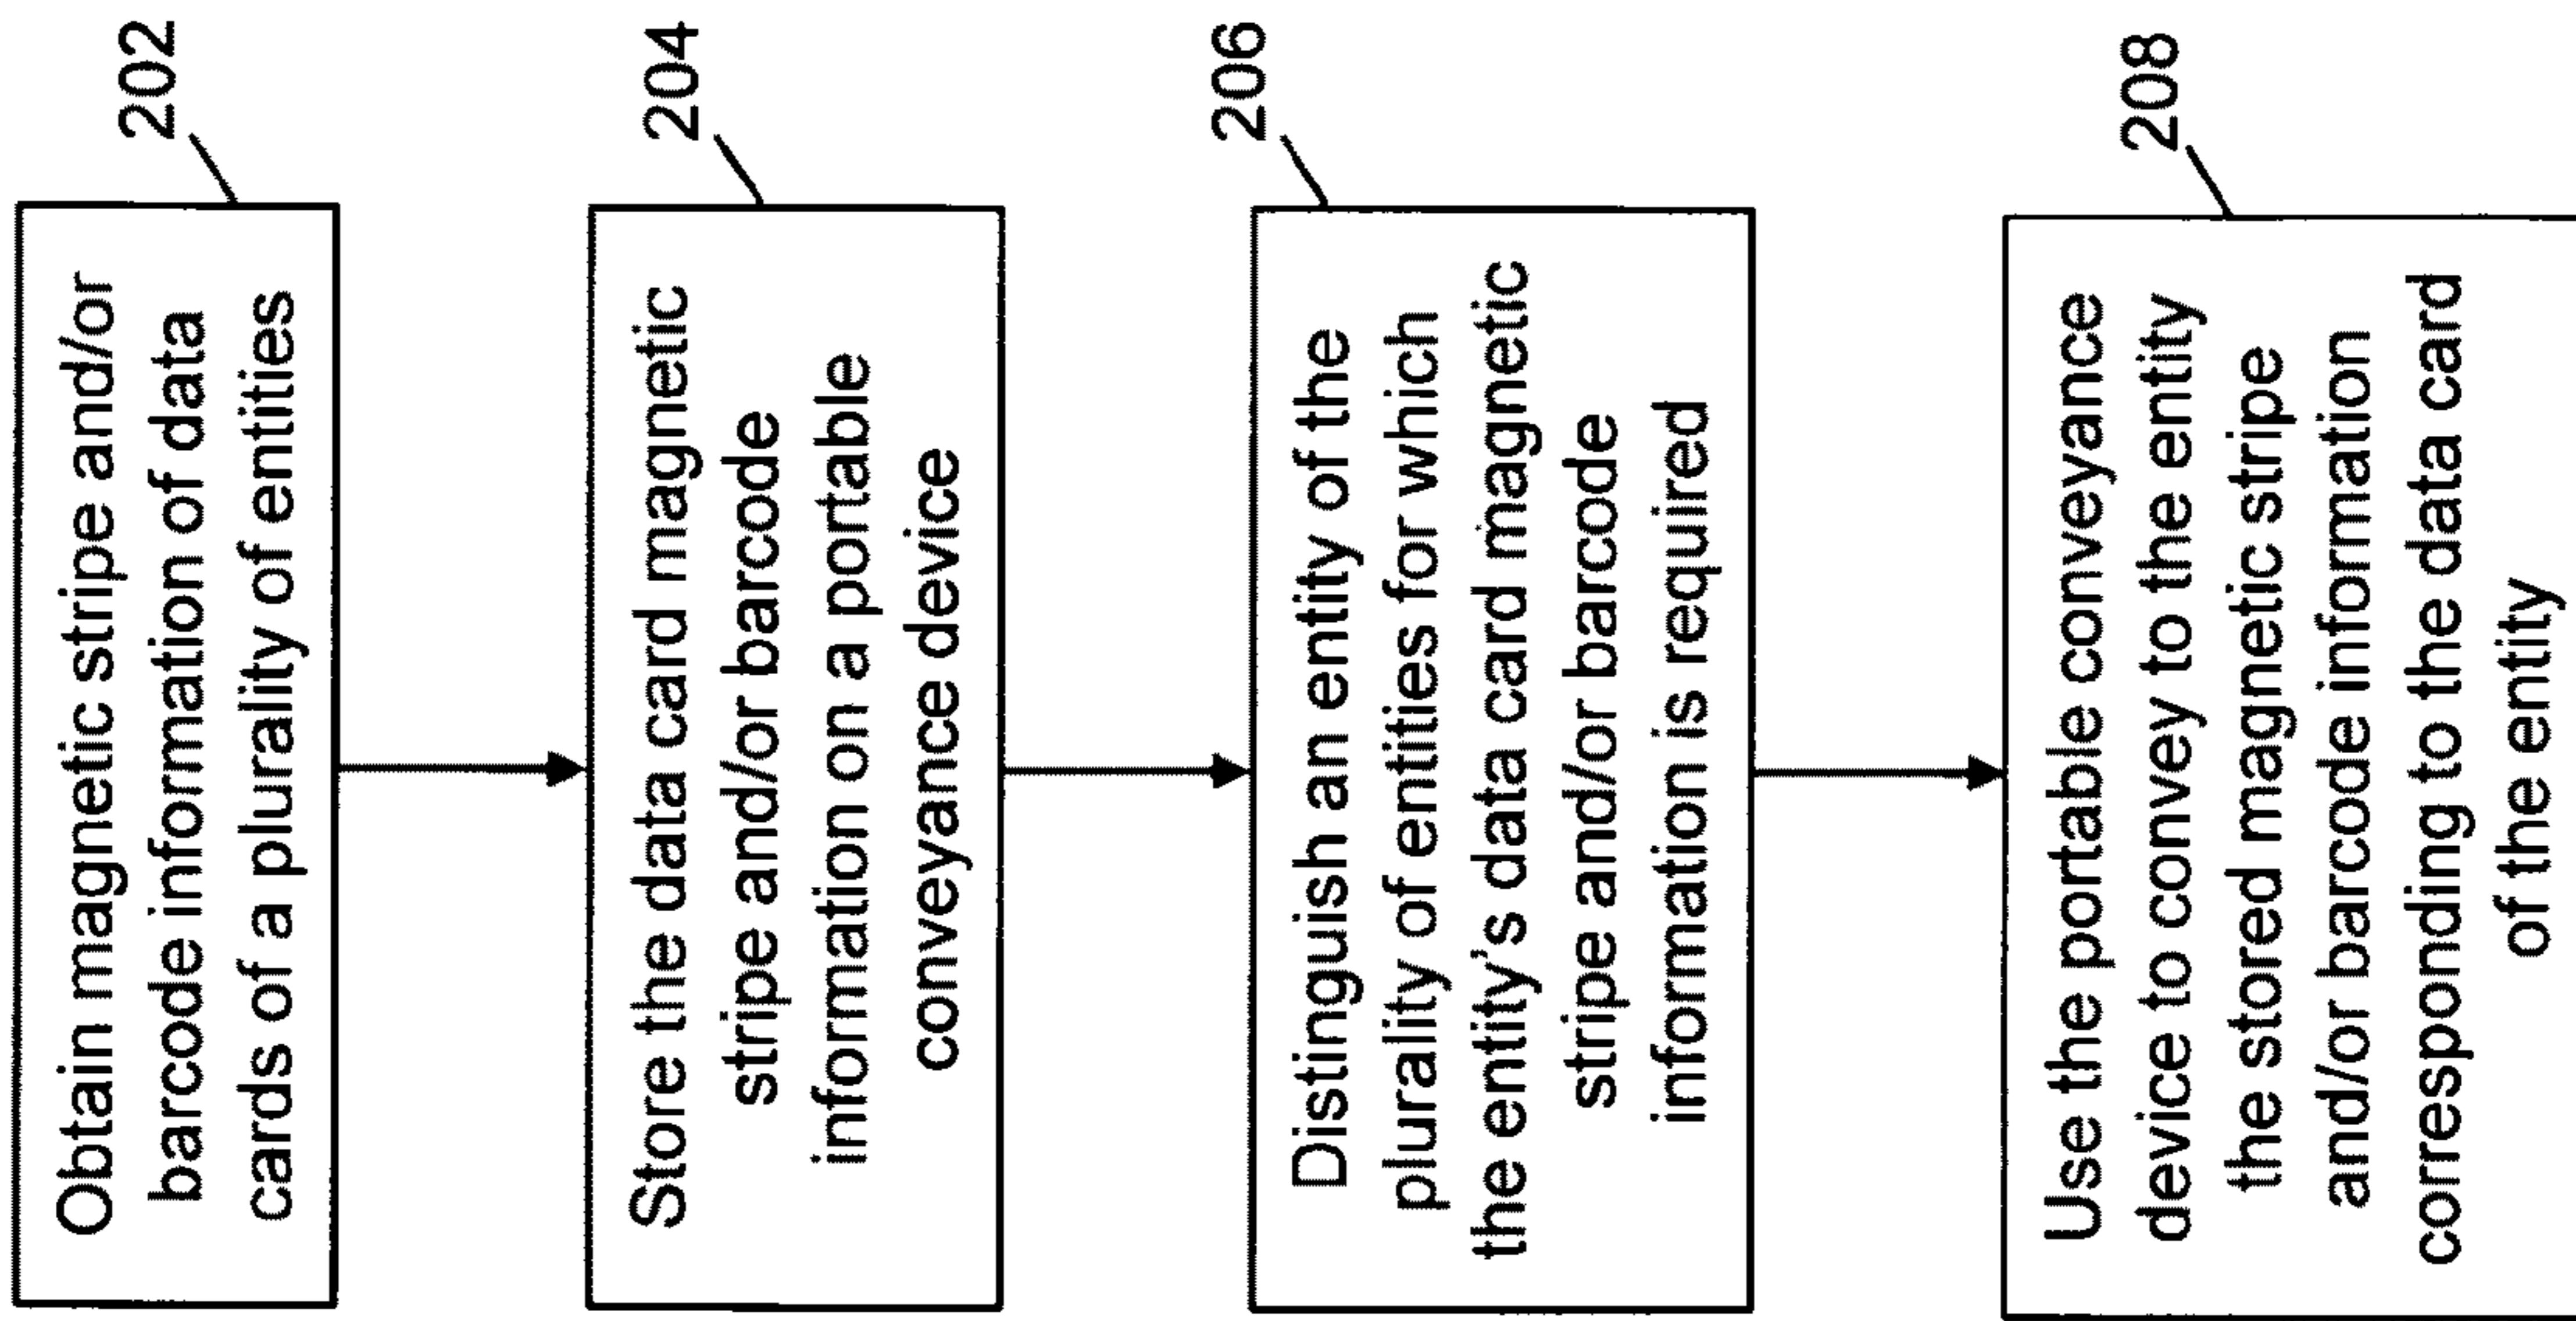 202
Obtain magnetic stripe and/or
barcode information of data
cards of a plurality of entities
204
Store the data card magnetic
stripe and/or barcode
information on a portable
conveyance device
206
Distinguish an entity of the
plurality of entities for which
the entity's data card magnetic
stripe and/or barcode
information is required
208
Use the portable conveyance
device to convey to the entity
the stored magnetic stripe
and/or barcode information
corresponding to the data card
of the entity